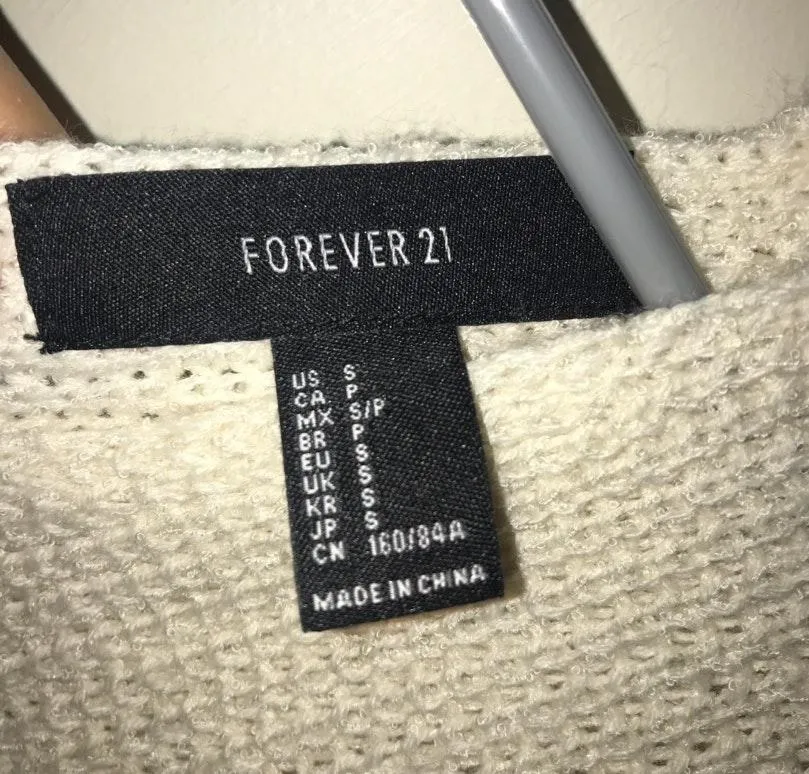 FOREVER 21
US S
CA P
MX S/P
BR P
EU S
UK S
KR S
JP S
CN 160/84A
MADE IN CHINA